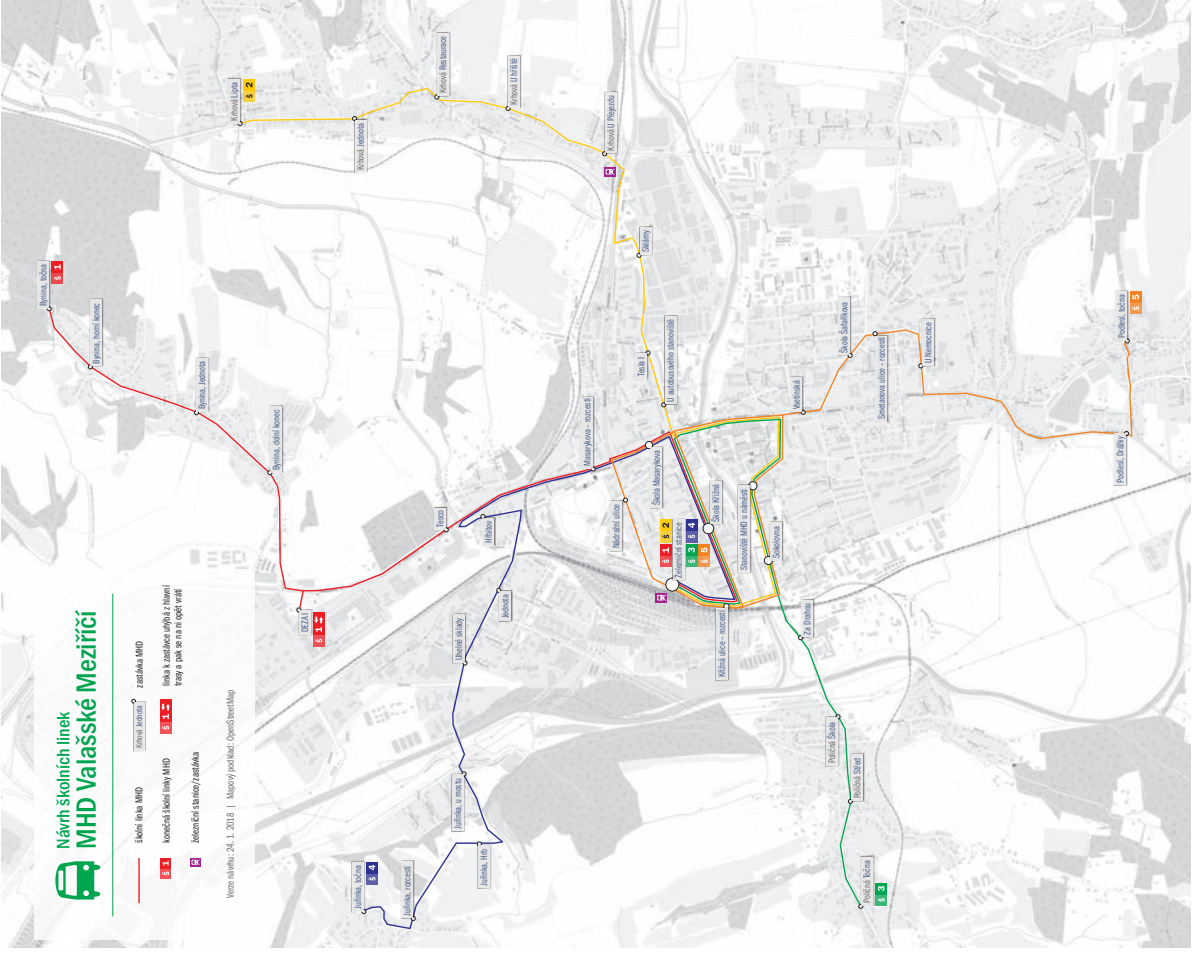 Návrh školních linek
MHD Valašské Meziříčí
školní linka MHD
Krhová Jednota
zastávka MHD
š 1
konečná školní linky MHD
š 1
linka k zastávce uhýbá z hlavní
trasy a pak se na ni opět vrátí
železniční stanice/zastávka
Verze návrhu: 24. 1. 2018 | Mapový podklad: OpenStreetMap
Bynina, točna
š 1
Bynina, horní konec
Bynina, Jednota
Bynina, dolní konec
DEZA I
š 1
Tesco
Hřbitov
Jednota
Uhelné sklady
Juřinka, u mostu
Juřinka, Hrb
Juřinka, rozcestí
Juřinka, točna
š 4
Krhová Lipta
š 2
Krhová Jednota
Krhová Restaurace
Krhová U hřiště
Krhová U Přejezdu
Sklárny
Tesla I
U autobusového stanoviště
Masarykova - rozcestí
Škola Masarykova
Nádražní ulice
Železniční stanice
š 1
š 2
š 3
š 4
š 5
Škola Křižná
Křižná ulice - rozcestí
Stanoviště MHD u náměstí
Sokolovna
Za Drahou
Poličná Škola
Poličná Střed
Poličná točna
š 3
Vsetínská
Škola Šafaříkova
Smetanova ulice - rozcestí
U Nemocnice
Podlesí, Drážky
Podlesí, točna
š 5